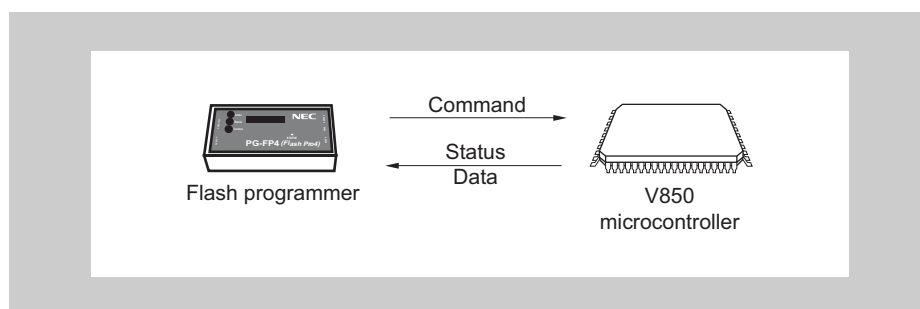 NEC
PG-FP4 (Flash Pro4)
Command
Status
Data
Flash programmer
V850
microcontroller